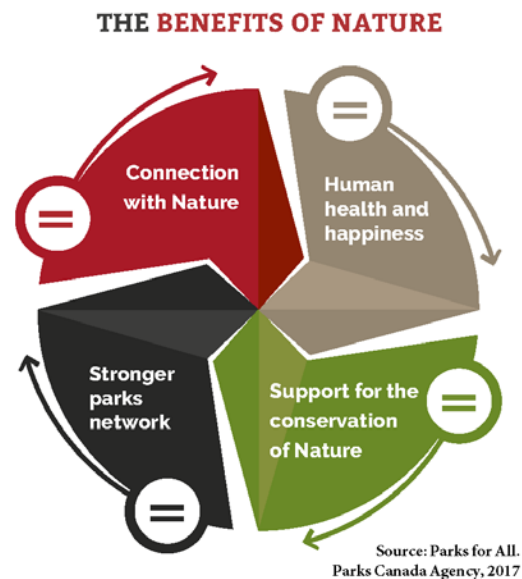 THE BENEFITS OF NATURE
Connection
with Nature
Human
health and
happiness
Support for the
conservation
of Nature
Stronger
parks
network
Source: Parks for All.
Parks Canada Agency, 2017